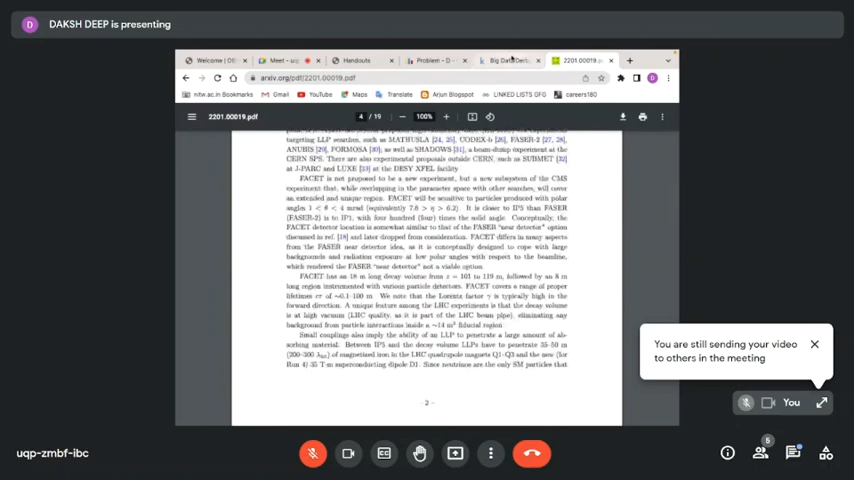 DAKSH DEEP is presenting
Welcome | Oli
Meet - uq
Handouts
Problem - D -
Big Data Derb
2201.00019.pdf
arxiv.org/pdf/2201.00019.pdf
nitw.ac.in Bookmarks
Gmail
YouTube
Maps
Translate
Arjun Blogspot
LINKED LISTS GFG
careers180
2201.00019.pdf
4 / 19
100%
targeting LLP searches, such as MATHUSLA [24, 25], CODEX-b [26], FASER-2 [27, 28],
ANUBIS [29], FORMOSA [30]; as well as SHADOWS [31], a beam-dump experiment at the
CERN SPS. There are also experimental proposals outside CERN, such as SUBMET [32]
at J-PARC and LUXE [33] at the DESY XFEL facility.
FACET is not proposed to be a new experiment, but a new subsystem of the CMS
experiment that, while overlapping in the parameter space with other searches, will cover
an extended and unique region. FACET will be sensitive to particles produced with polar
angles 1 < θ < 4 mrad (equivalently 7.6 > η > 6.2). It is closer to IP5 than FASER
(FASER-2) is to IP1, with four hundred (four) times the solid angle. Conceptually, the
FACET detector location is somewhat similar to that of the FASER "near detector" option
discussed in ref. [18] and later dropped from consideration. FACET differs in many aspects
from the FASER near detector idea, as it is conceptually designed to cope with large
backgrounds and radiation exposure at low polar angles with respect to the beamline,
which rendered the FASER "near detector" not a viable option.
FACET has an 18 m long decay volume from z = 101 to 119 m, followed by an 8 m
long region instrumented with various particle detectors. FACET covers a range of proper
lifetimes cτ of ~0.1–100 m. We note that the Lorentz factor γ is typically high in the
forward direction. A unique feature among the LHC experiments is that the decay volume
is at high vacuum (LHC quality, as it is part of the LHC beam pipe), eliminating any
background from particle interactions inside a ~14 m³ fiducial region.
Small couplings also imply the ability of an LLP to penetrate a large amount of ab-
sorbing material. Between IP5 and the decay volume LLPs have to penetrate 35–50 m
(200–300 λint) of magnetized iron in the LHC quadrupole magnets Q1-Q3 and the new (for
Run 4) 35 T·m superconducting dipole D1. Since neutrinos are the only SM particles that
– 2 –
You are still sending your video
to others in the meeting
You
uqp-zmbf-ibc
5